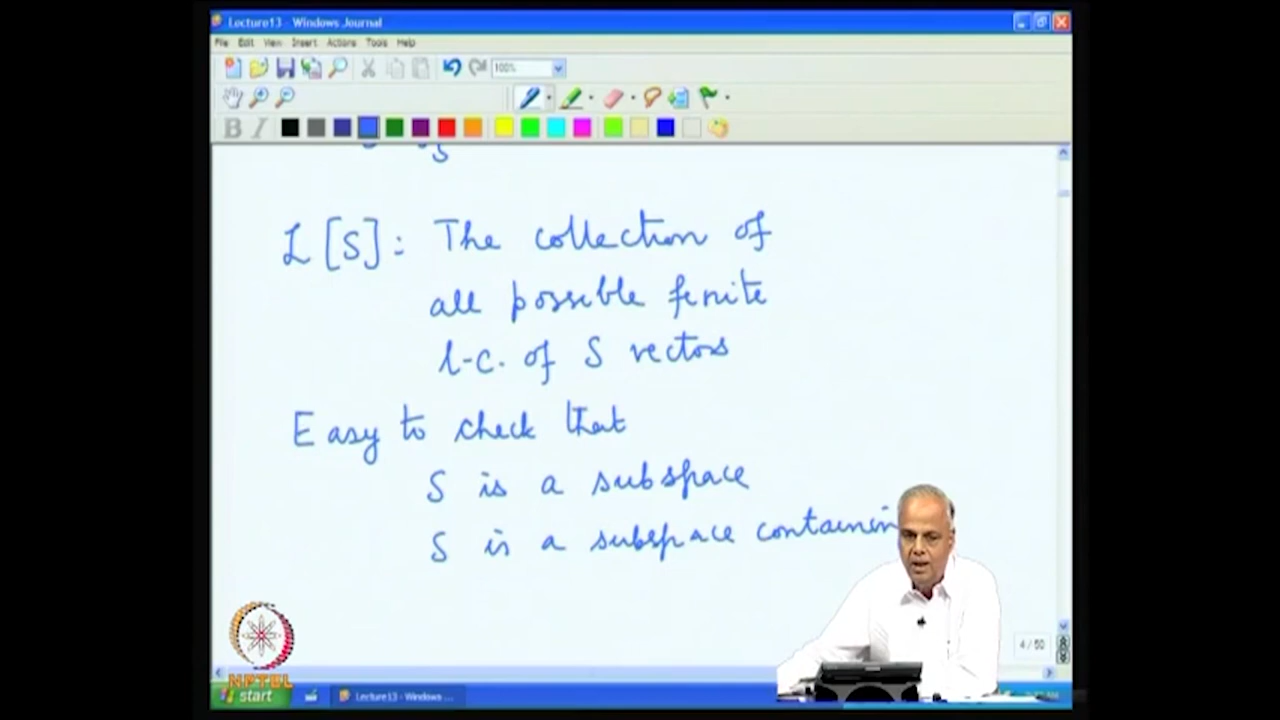 Lecture13 - Windows Journal
File Edit View Insert Actions Tools Help
100%
B I
L[S]: The collection of
all possible finite
l.c. of S vectors
Easy to check that
S is a subspace
S is a subspace containin
4 / 50
NPTEL
start Lecture13 - Windows ...